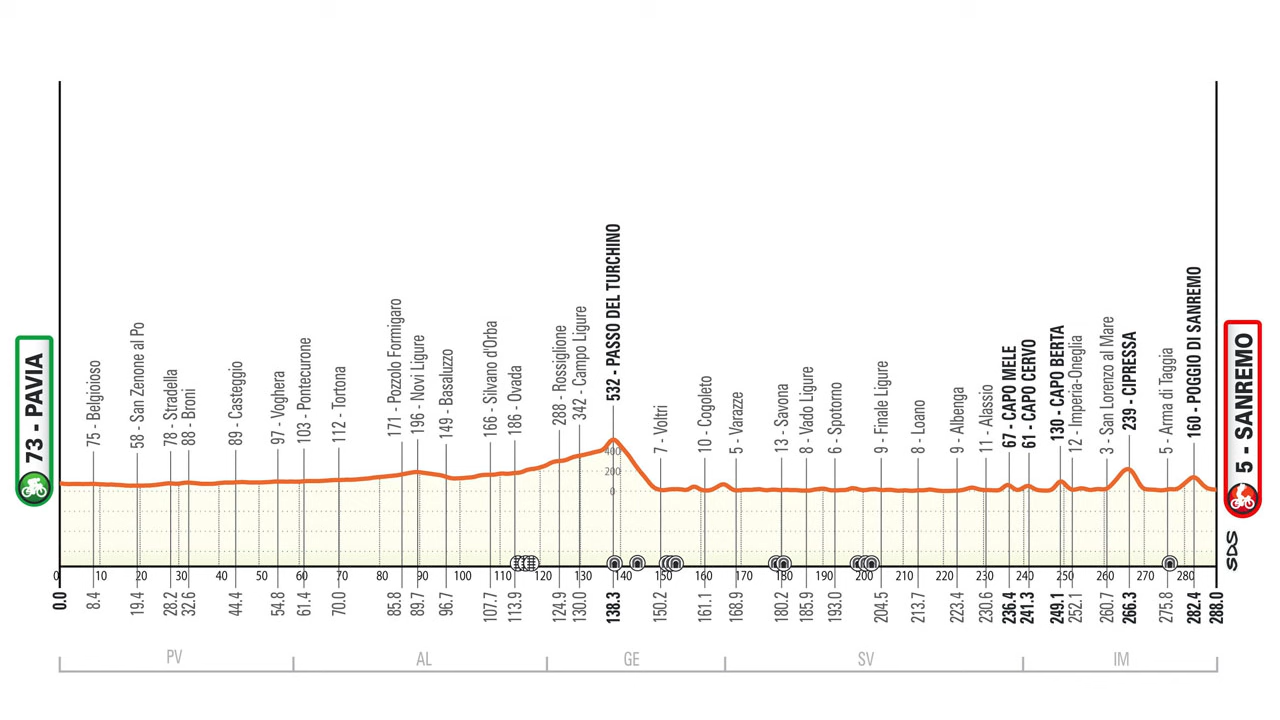 73 - PAVIA
75 - Belgioioso
58 - San Zenone al Po
78 - Stradella
88 - Broni
89 - Casteggio
97 - Voghera
103 - Pontecurone
112 - Tortona
171 - Pozzolo Formigaro
196 - Novi Ligure
149 - Basaluzzo
166 - Silvano d'Orba
186 - Ovada
288 - Rossiglione
342 - Campo Ligure
532 - PASSO DEL TURCHINO
7 - Voltri
10 - Cogoleto
5 - Varazze
13 - Savona
8 - Vado Ligure
6 - Spotorno
9 - Finale Ligure
8 - Loano
9 - Albenga
11 - Alassio
67 - CAPO MELE
61 - CAPO CERVO
130 - CAPO BERTA
12 - Imperia-Oneglia
3 - San Lorenzo al Mare
239 - CIPRESSA
5 - Arma di Taggia
160 - POGGIO DI SANREMO
5 - SANREMO
400
200
0
SDS
0 10 20 30 40 50 60 70 80 90 100 110 120 130 140 150 160 170 180 190 200 210 220 230 240 250 260 270 280
0.0 8.4 19.4 28.2 32.6 44.4 54.8 61.4 70.0 85.8 89.7 96.7 107.7 113.9 124.9 130.0 138.3 150.2 161.1 168.9 180.2 185.9 193.0 204.5 213.7 223.4 230.6 236.4 241.3 249.1 252.1 260.7 266.3 275.8 282.4 288.0
PV AL GE SV IM